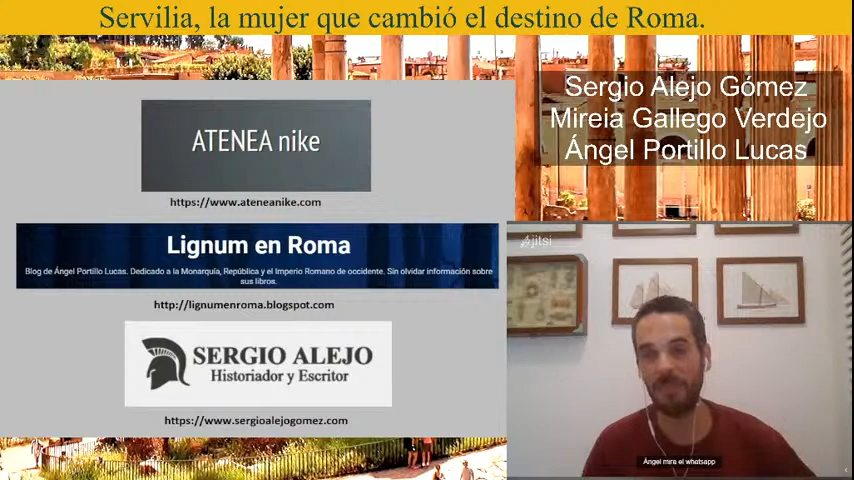 Servilia, la mujer que cambió el destino de Roma.
Sergio Alejo Gómez
Mireia Gallego Verdejo
Ángel Portillo Lucas
ATENEA nike
https://www.ateneanike.com
Lignum en Roma
Blog de Ángel Portillo Lucas. Dedicado a la Monarquía, República y el Imperio Romano de occidente. Sin olvidar información sobre
sus libros.
http://lignumenroma.blogspot.com
SERGIO ALEJO
Historiador y Escritor
https://www.sergioalejogomez.com
jitsi
Ángel mira el whatsapp